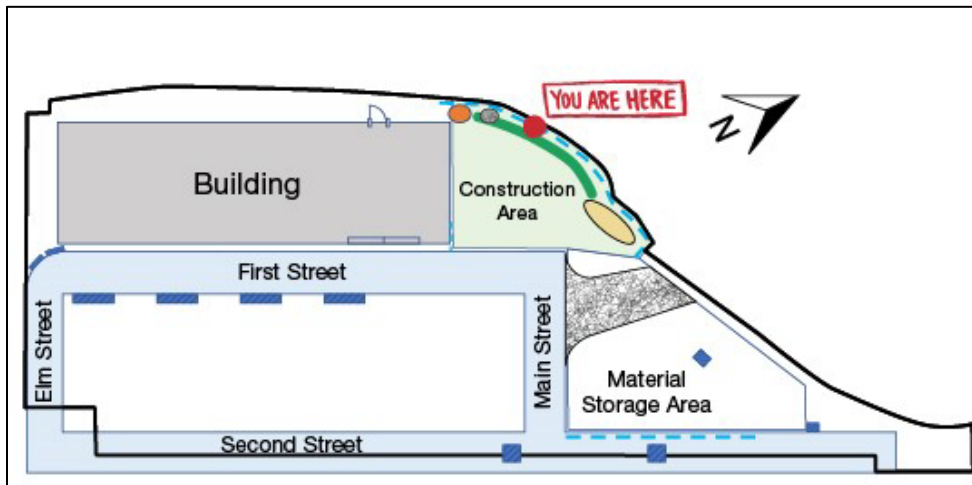 YOU ARE HERE
N
Building
Construction
Area
First Street
Elm Street
Main Street
Material
Storage Area
Second Street